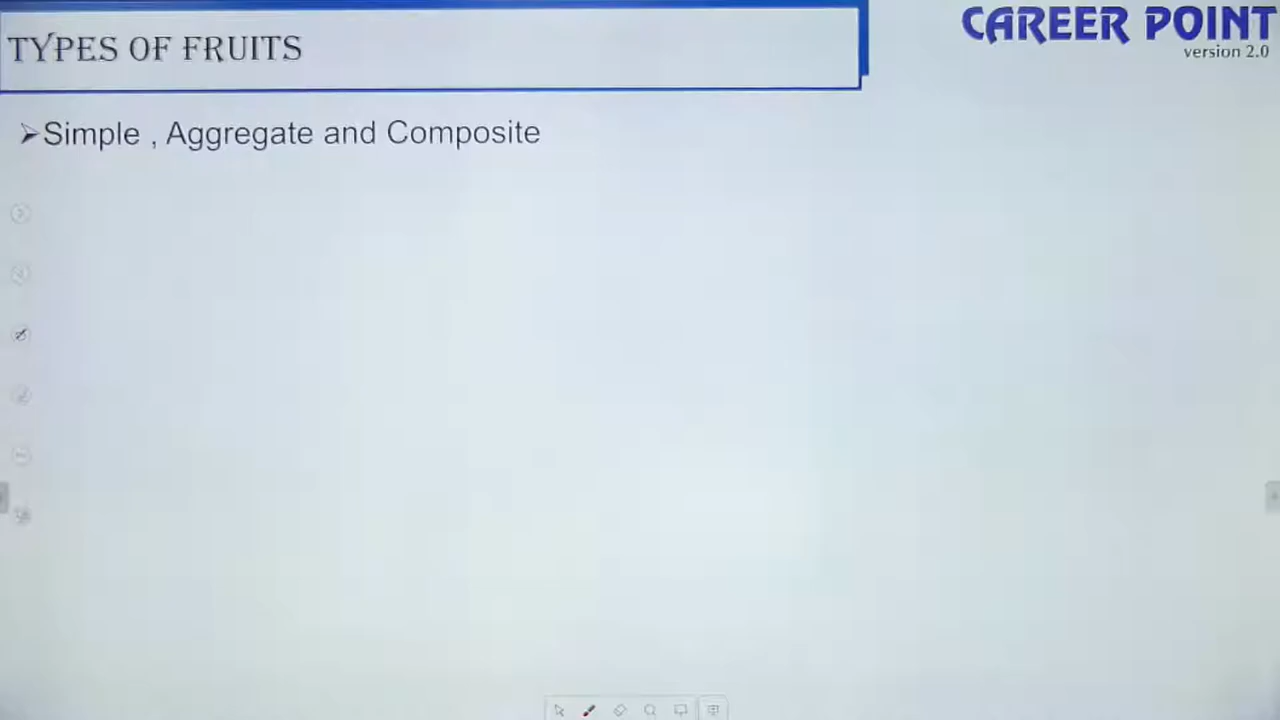 TYPES OF FRUITS
CAREER POINT
version 2.0
➢Simple , Aggregate and Composite